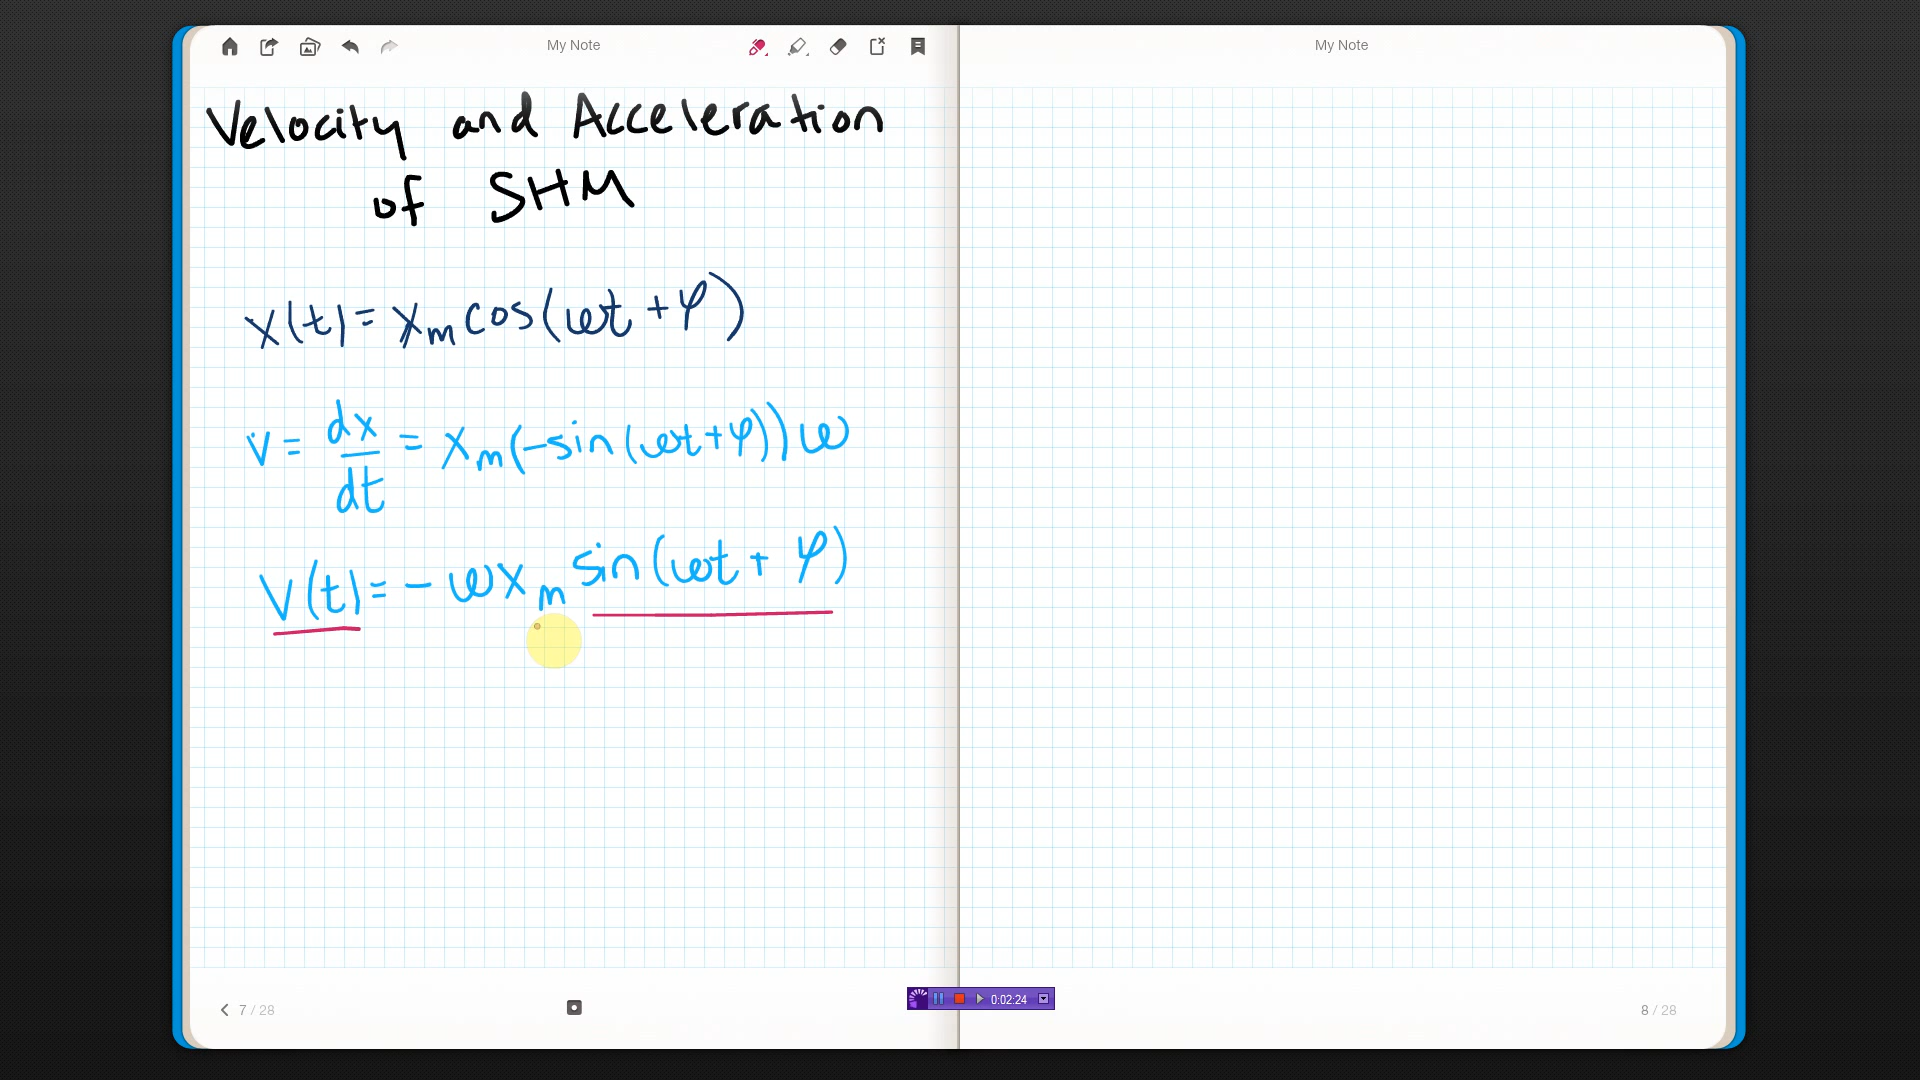 My Note
My Note
Velocity and Acceleration
of SHM
x(t) = xₘ cos(ωt + φ)
v = dx/dt = xₘ(-sin(ωt+φ))ω
V(t) = - ωxₘ sin(ωt + φ)
7 / 28
0:02:24
8 / 28